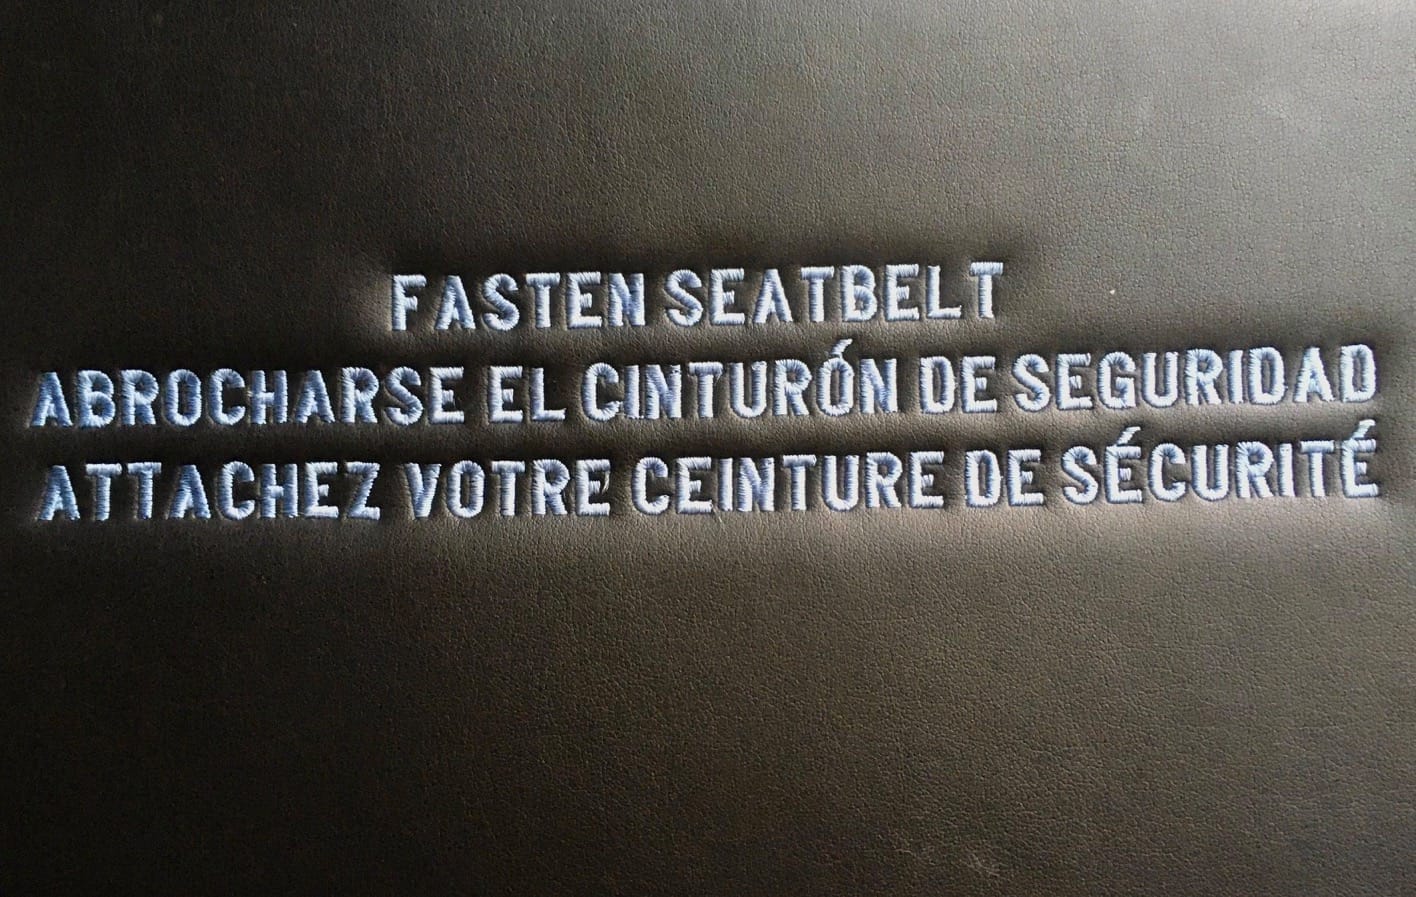 FASTEN SEATBELT
ABROCHARSE EL CINTURÓN DE SEGURIDAD
ATTACHEZ VOTRE CEINTURE DE SÉCURITÉ